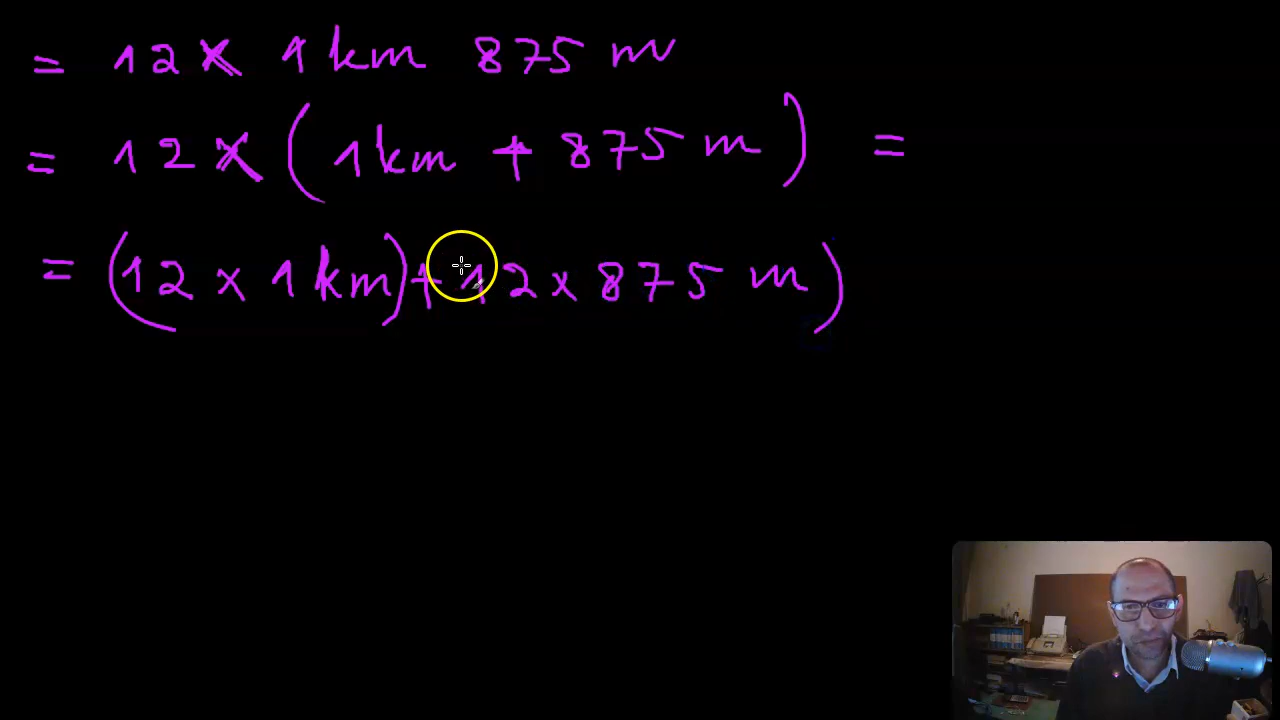 = 12 x 1 km 875 m
= 12 x (1 km + 875 m) =
= (12 x 1 km) + 12 x 875 m)